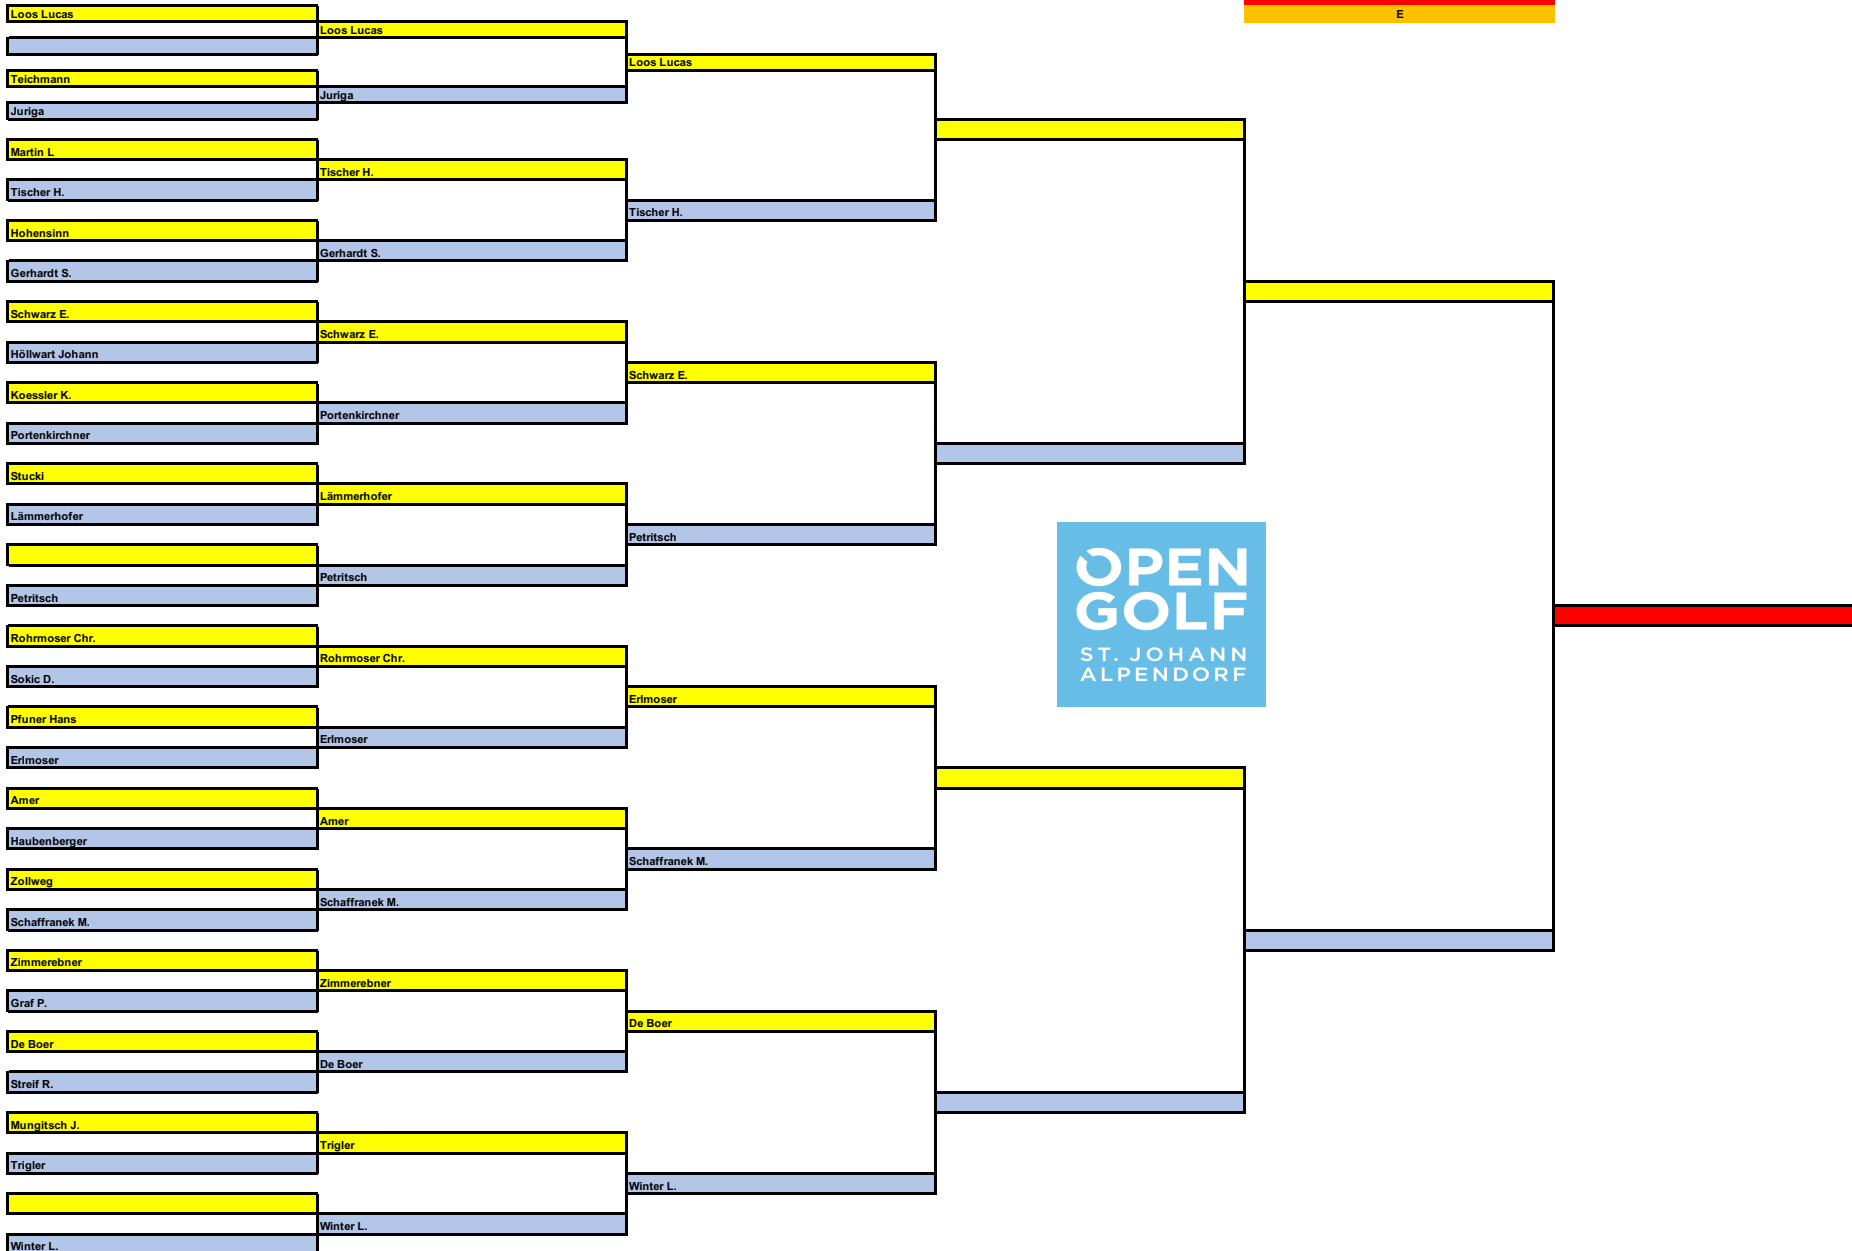 Loos Lucas
Teichmann
Juriga
Martin L
Tischer H.
Hohensinn
Gerhardt S.
Schwarz E.
Höllwart Johann
Koessler K.
Portenkirchner
Stucki
Lämmerhofer
Petritsch
Rohrmoser Chr.
Sokic D.
Pfuner Hans
Erlmoser
Amer
Haubenberger
Zollweg
Schaffranek M.
Zimmerebner
Graf P.
De Boer
Streif R.
Mungitsch J.
Trigler
Winter L.
Loos Lucas
Juriga
Tischer H.
Gerhardt S.
Schwarz E.
Portenkirchner
Lämmerhofer
Petritsch
Rohrmoser Chr.
Erlmoser
Amer
Schaffranek M.
Zimmerebner
De Boer
Trigler
Winter L.
Loos Lucas
Tischer H.
Schwarz E.
Petritsch
Erlmoser
Schaffranek M.
De Boer
Winter L.
E
OPEN
GOLF
ST. JOHANN
ALPENDORF